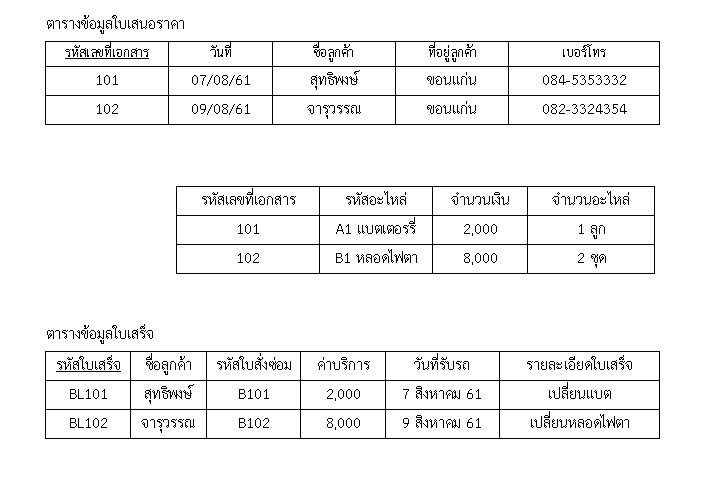 ตารางข้อมูลใบเสนอราคา
รหัสเลขที่เอกสาร วันที่ ชื่อลูกค้า ที่อยู่ลูกค้า เบอร์โทร
101 07/08/61 สุทธิพงษ์ ขอนแก่น 084-5353332
102 09/08/61 จารุวรรณ ขอนแก่น 082-3324354
รหัสเลขที่เอกสาร รหัสอะไหล่ จำนวนเงิน จำนวนอะไหล่
101 A1 แบตเตอรรี่ 2,000 1 ลูก
102 B1 หลอดไฟตา 8,000 2 ชุด
ตารางข้อมูลใบเสร็จ
รหัสใบเสร็จ ชื่อลูกค้า รหัสใบสั่งซ่อม ค่าบริการ วันที่รับรถ รายละเอียดใบเสร็จ
BL101 สุทธิพงษ์ B101 2,000 7 สิงหาคม 61 เปลี่ยนแบต
BL102 จารุวรรณ B102 8,000 9 สิงหาคม 61 เปลี่ยนหลอดไฟตา